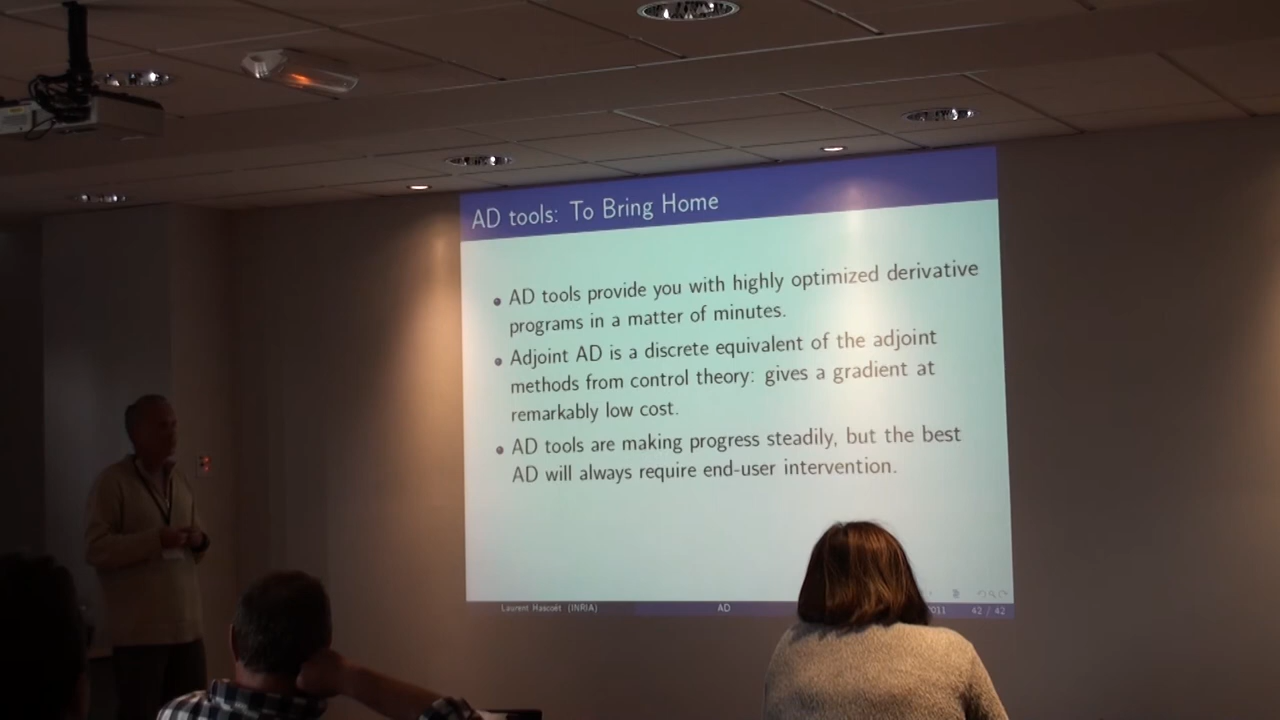 AD tools: To Bring Home
AD tools provide you with highly optimized derivative
programs in a matter of minutes.
Adjoint AD is a discrete equivalent of the adjoint
methods from control theory: gives a gradient at
remarkably low cost.
AD tools are making progress steadily, but the best
AD will always require end-user intervention.
Laurent Hascoët (INRIA) AD 2011 42 / 42